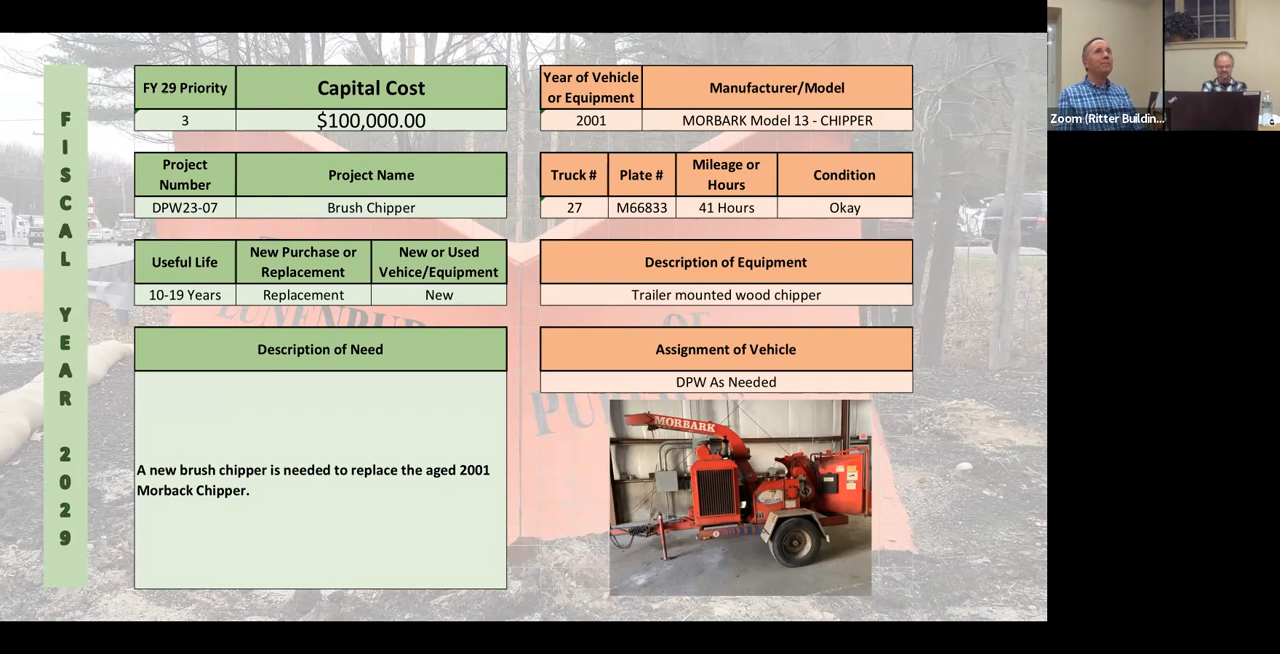 FISCAL YEAR 2029
FY 29 Priority
Capital Cost
3
$100,000.00
Project
Number
Project Name
DPW23-07
Brush Chipper
Useful Life
New Purchase or
Replacement
New or Used
Vehice/Equipment
10-19 Years
Replacement
New
Description of Need
A new brush chipper is needed to replace the aged 2001
Morback Chipper.
Year of Vehicle
or Equipment
Manufacturer/Model
2001
MORBARK Model 13 - CHIPPER
Truck #
Plate #
Mileage or
Hours
Condition
27
M66833
41 Hours
Okay
Description of Equipment
Trailer mounted wood chipper
Assignment of Vehicle
DPW As Needed
MORBARK
OF
Zoom (Ritter Buildin...